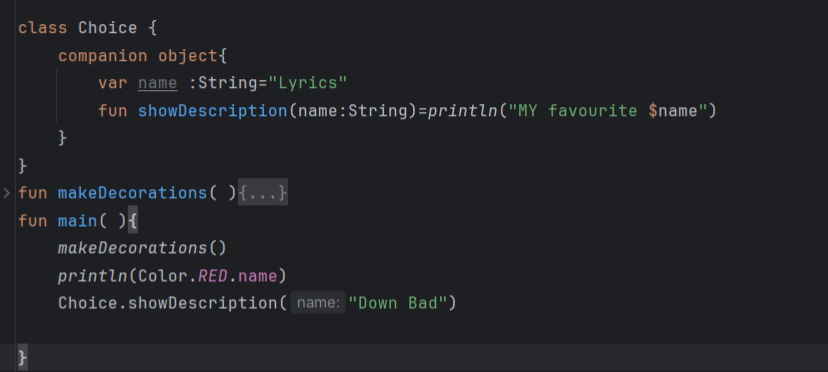 class Choice {
    companion object{
        var name :String="Lyrics"
        fun showDescription(name:String)=println("MY favourite $name")
    }
}
fun makeDecorations( ){...}
fun main( ){
    makeDecorations()
    println(Color.RED.name)
    Choice.showDescription( name: "Down Bad")
}